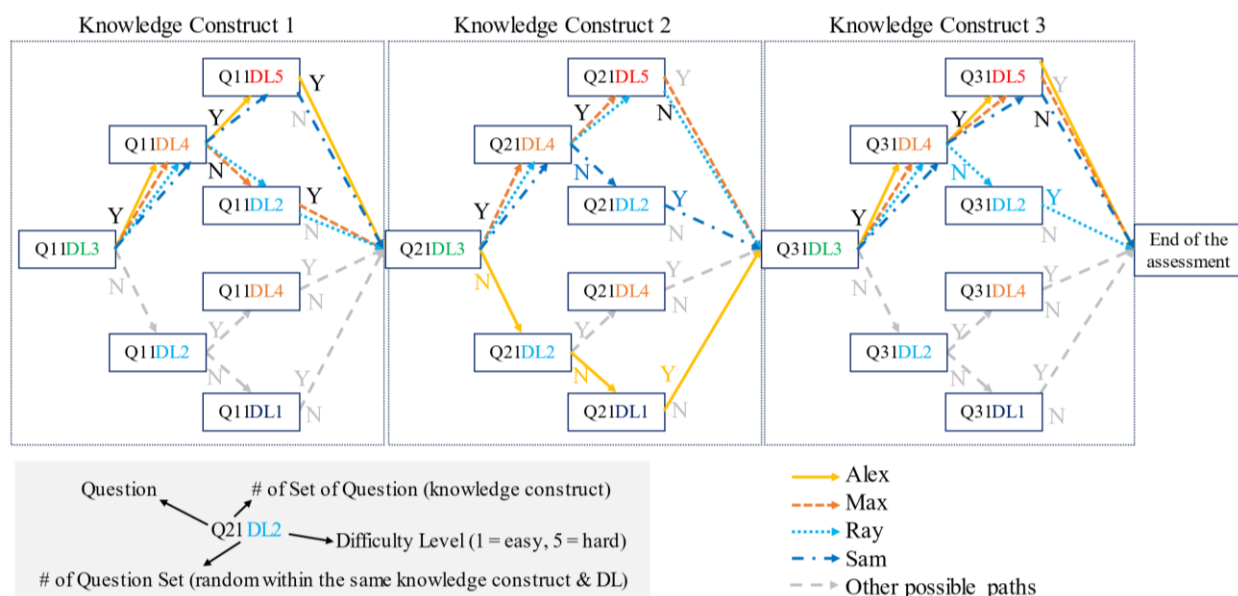 Knowledge Construct 1
Knowledge Construct 2
Knowledge Construct 3
Q11DL5
Y
N
Y
Q11DL4
N
Q11DL2
Y
N
Y
Q11DL3
N
Q11DL4
Y
N
Q11DL2
Y
N
Q11DL1
Y
N
Q21DL5
Y
N
Y
Q21DL4
N
Q21DL2
Y
N
Y
Q21DL3
N
Q21DL4
Y
N
Q21DL2
Y
N
Q21DL1
Y
N
Q31DL5
Y
N
Y
Q31DL4
N
Q31DL2
Y
N
Y
Q31DL3
N
Q31DL4
Y
N
Q31DL2
Y
N
Q31DL1
Y
N
End of the
assessment
Question
# of Set of Question (knowledge construct)
Q21 DL2
Difficulty Level (1 = easy, 5 = hard)
# of Question Set (random within the same knowledge construct & DL)
Alex
Max
Ray
Sam
Other possible paths